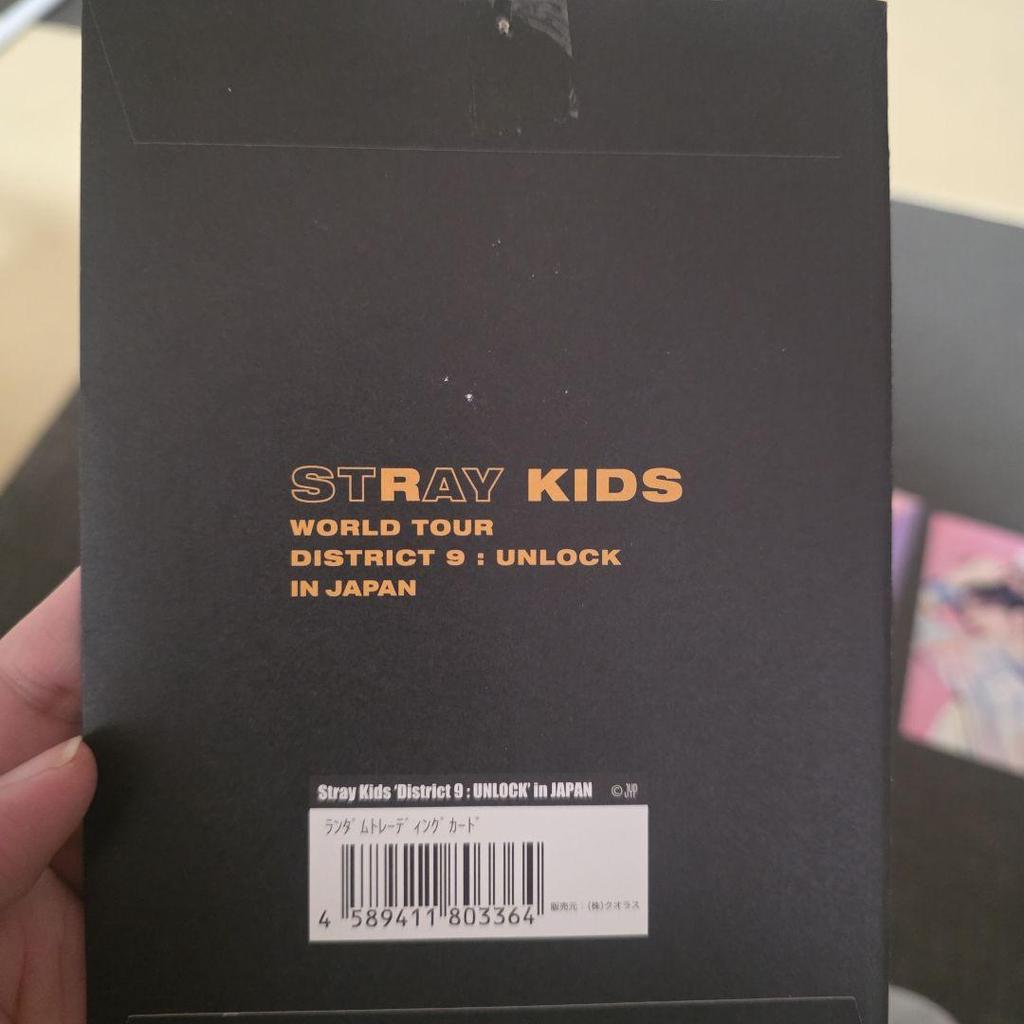 STRAY KIDS
WORLD TOUR
DISTRICT 9 : UNLOCK
IN JAPAN
Stray Kids 'District 9 : UNLOCK' in JAPAN ©JYP
ﾗﾝﾀﾞﾑﾄﾚｰﾃﾞｨﾝｸﾞｶｰﾄﾞ
4 589411 803364
販売元：(株)クオラス